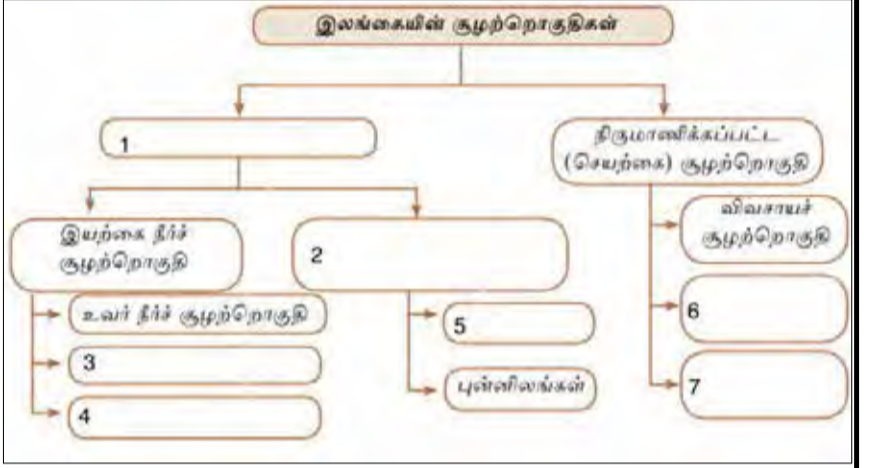 இலங்கையின் சூழற்றொகுதிகள்
1
நிருமாணிக்கப்பட்ட
(செயற்கை) சூழற்றொகுதி
இயற்கை நீர்ச்
சூழற்றொகுதி
2
விவசாயச்
சூழற்றொகுதி
உவர் நீர்ச் சூழற்றொகுதி
5
6
3
புன்னிலங்கள்
7
4